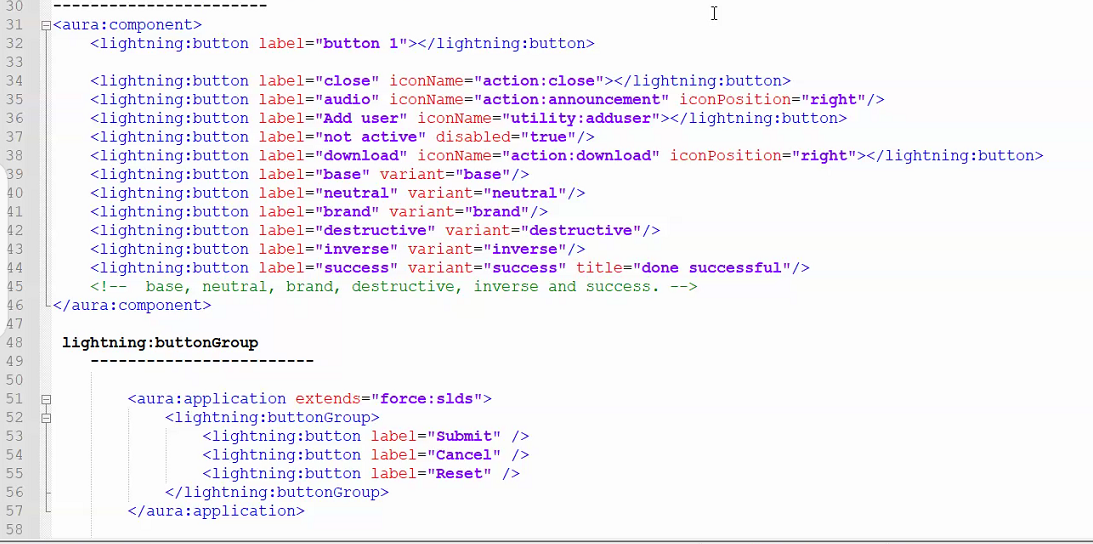 30 -----------------------
31 <aura:component>
32 <lightning:button label="button 1"></lightning:button>
33
34 <lightning:button label="close" iconName="action:close"></lightning:button>
35 <lightning:button label="audio" iconName="action:announcement" iconPosition="right"/>
36 <lightning:button label="Add user" iconName="utility:adduser"></lightning:button>
37 <lightning:button label="not active" disabled="true"/>
38 <lightning:button label="download" iconName="action:download" iconPosition="right"></lightning:button>
39 <lightning:button label="base" variant="base"/>
40 <lightning:button label="neutral" variant="neutral"/>
41 <lightning:button label="brand" variant="brand"/>
42 <lightning:button label="destructive" variant="destructive"/>
43 <lightning:button label="inverse" variant="inverse"/>
44 <lightning:button label="success" variant="success" title="done successful"/>
45 <!--  base, neutral, brand, destructive, inverse and success. -->
46 </aura:component>
47
48 lightning:buttonGroup
49 ------------------------
50
51 <aura:application extends="force:slds">
52 <lightning:buttonGroup>
53 <lightning:button label="Submit" />
54 <lightning:button label="Cancel" />
55 <lightning:button label="Reset" />
56 </lightning:buttonGroup>
57 </aura:application>
58